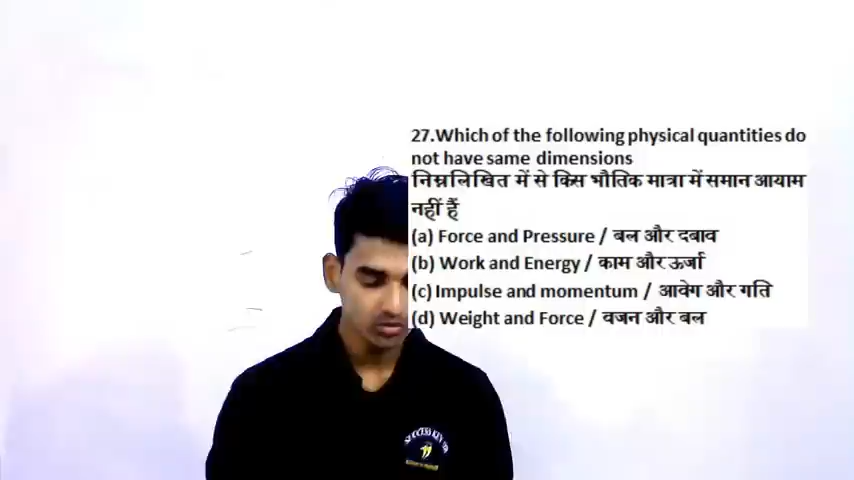 27.Which of the following physical quantities do
not have same dimensions
निम्नलिखित में से किस भौतिक मात्रा में समान आयाम
नहीं हैं
(a) Force and Pressure / बल और दबाव
(b) Work and Energy / काम और ऊर्जा
(c) Impulse and momentum / आवेग और गति
(d) Weight and Force / वजन और बल